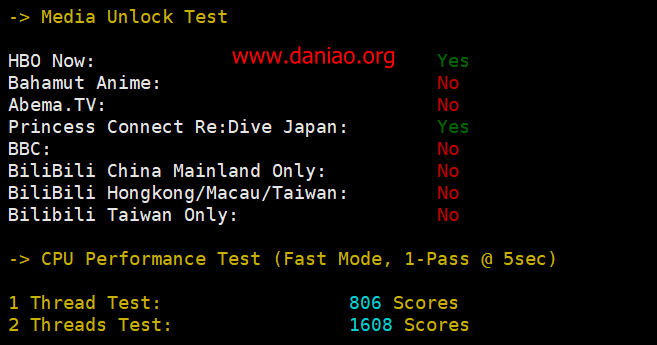 -> Media Unlock Test
www.daniao.org
HBO Now: Yes
Bahamut Anime: No
Abema.TV: No
Princess Connect Re:Dive Japan: Yes
BBC: No
BiliBili China Mainland Only: No
BiliBili Hongkong/Macau/Taiwan: No
Bilibili Taiwan Only: No
-> CPU Performance Test (Fast Mode, 1-Pass @ 5sec)
1 Thread Test: 806 Scores
2 Threads Test: 1608 Scores